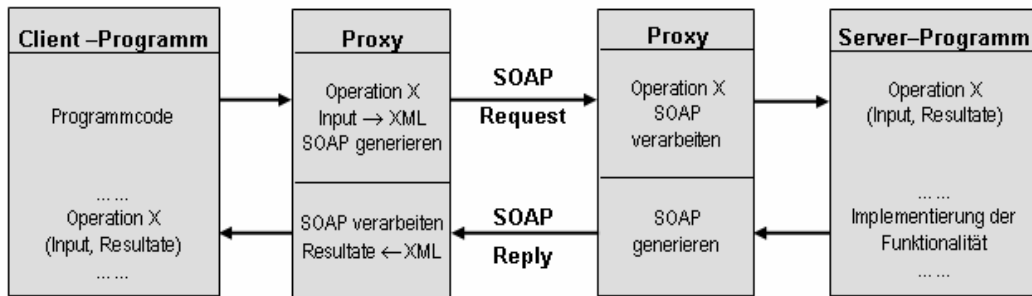 Client –Programm
Programmcode
... ...
Operation X
(Input, Resultate)
... ...
Proxy
Operation X
Input → XML
SOAP generieren
SOAP verarbeiten
Resultate ← XML
SOAP
Request
SOAP
Reply
Proxy
Operation X
SOAP
verarbeiten
SOAP
generieren
Server–Programm
Operation X
(Input, Resultate)
... ...
Implementierung der
Funktionalität
... ...